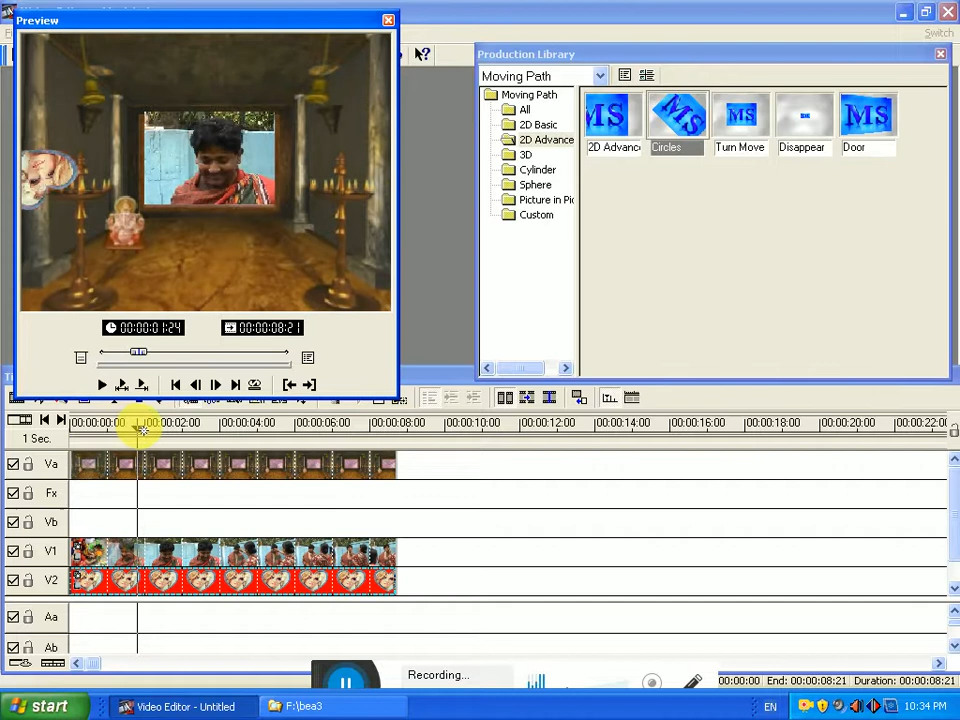 Preview
Switch
Production Library
Moving Path
Moving Path
All
2D Basic
2D Advance
3D
Cylinder
Sphere
Picture in Pic
Custom
MS
MS
MS
MS
2D Advanc
Circles
Turn Move
Disappear
Door
00:00:01:24
00:00:08:21
1 Sec.
00:00:00:00
00:00:02:00
00:00:04:00
00:00:06:00
00:00:08:00
00:00:10:00
00:00:12:00
00:00:14:00
00:00:16:00
00:00:18:00
00:00:20:00
00:00:22:00
Va
Fx
Vb
V1
V2
Aa
Ab
Recording...
00:00:00
End: 00:00:08:21
Duration: 00:00:08:21
start
Video Editor - Untitled
F:\bea3
EN
10:34 PM